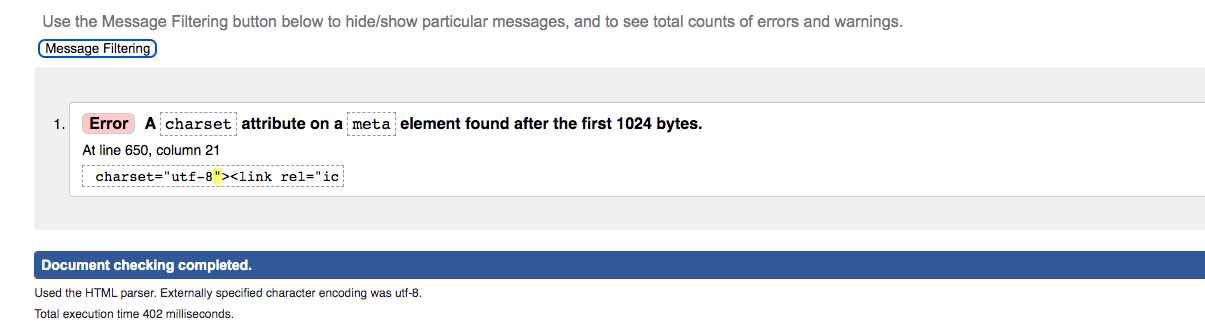 Use the Message Filtering button below to hide/show particular messages, and to see total counts of errors and warnings.
Message Filtering
1. Error A charset attribute on a meta element found after the first 1024 bytes.
At line 650, column 21
charset="utf-8"><link rel="ic
Document checking completed.
Used the HTML parser. Externally specified character encoding was utf-8.
Total execution time 402 milliseconds.